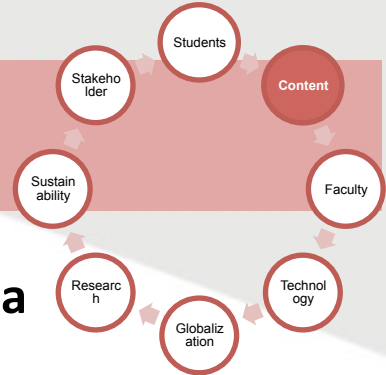 Students
Content
Faculty
Technol
ogy
Globaliz
ation
Researc
h
Sustain
ability
Stakeho
lder
a